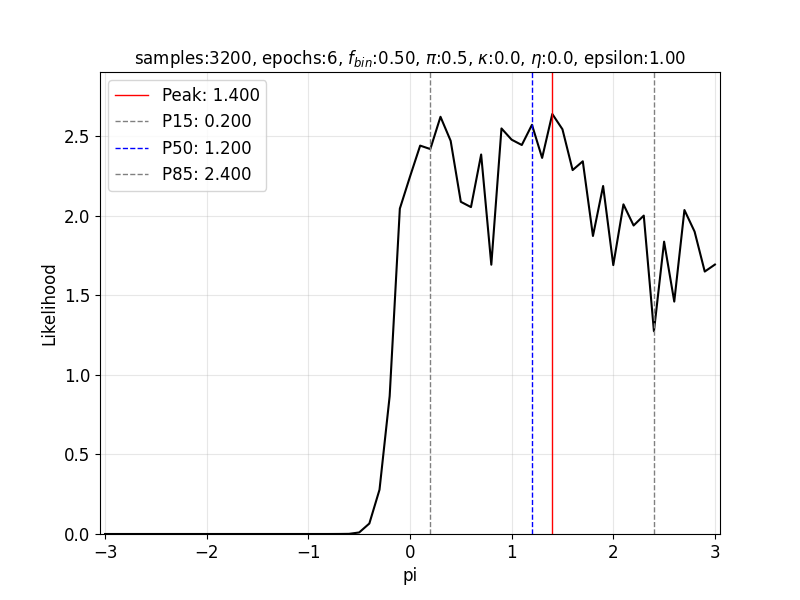 samples:3200, epochs:6, f_bin:0.50, π:0.5, κ:0.0, η:0.0, epsilon:1.00
Peak: 1.400
P15: 0.200
P50: 1.200
P85: 2.400
Likelihood
2.5
2.0
1.5
1.0
0.5
0.0
−3 −2 −1 0 1 2 3
pi